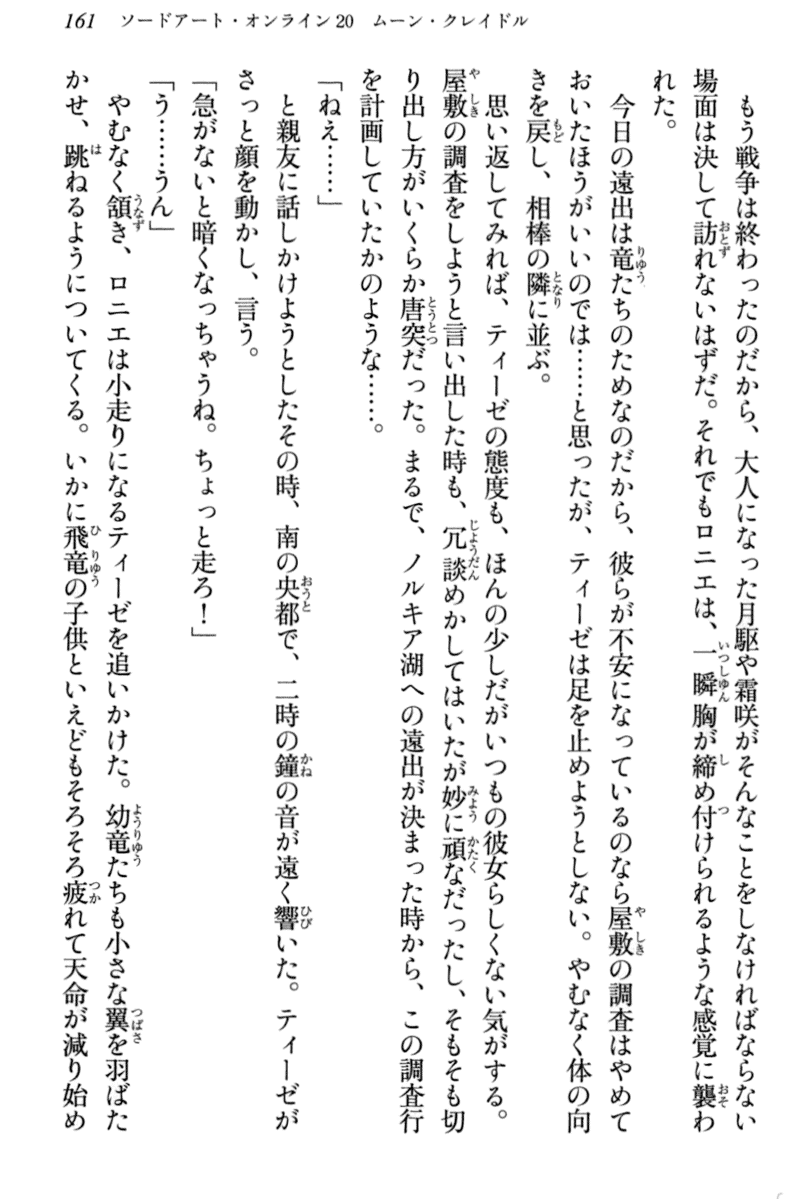 161　ソードアート・オンライン20　ムーン・クレイドル
　もう戦争は終わったのだから、大人になった月駆や霜咲がそんなことをしなければならない
場面は決して訪れないはずだ。それでもロニエは、一瞬胸が締め付けられるような感覚に襲わ
れた。
　今日の遠出は竜たちのためなのだから、彼らが不安になっているのなら屋敷の調査はやめて
おいたほうがいいのでは……と思ったが、ティーゼは足を止めようとしない。やむなく体の向
きを戻し、相棒の隣に並ぶ。
　思い返してみれば、ティーゼの態度も、ほんの少しだがいつもの彼女らしくない気がする。
屋敷の調査をしようと言い出した時も、冗談めかしてはいたが妙に頑なだったし、そもそも切
り出し方がいくらか唐突だった。まるで、ノルキア湖への遠出が決まった時から、この調査行
を計画していたかのような……。
「ねえ……」
　と親友に話しかけようとしたその時、南の央都で、二時の鐘の音が遠く響いた。ティーゼが
さっと顔を動かし、言う。
「急がないと暗くなっちゃうね。ちょっと走ろ！」
「う……うん」
　やむなく頷き、ロニエは小走りになるティーゼを追いかけた。幼竜たちも小さな翼を羽ばた
かせ、跳ねるようについてくる。いかに飛竜の子供といえどもそろそろ疲れて天命が減り始め